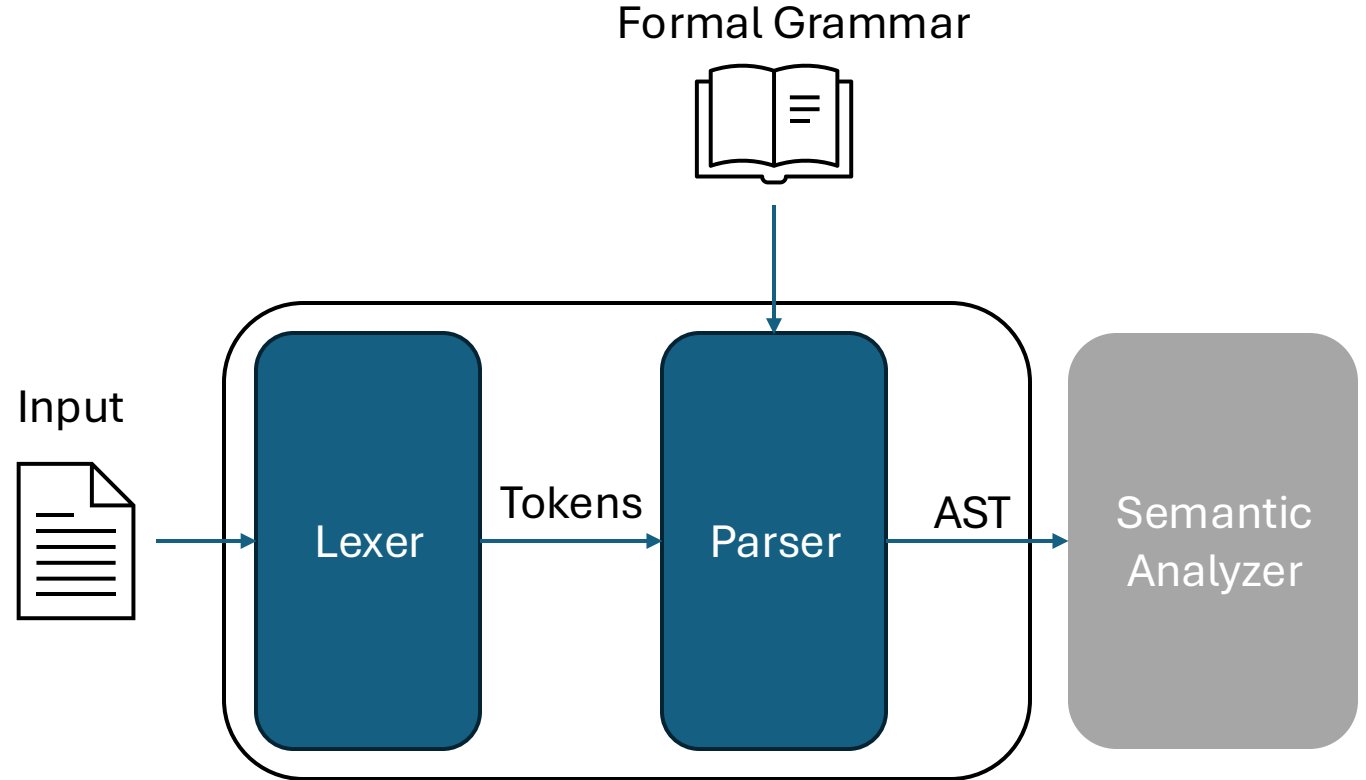 Formal Grammar
Input
Lexer
Tokens
Parser
AST
Semantic
Analyzer